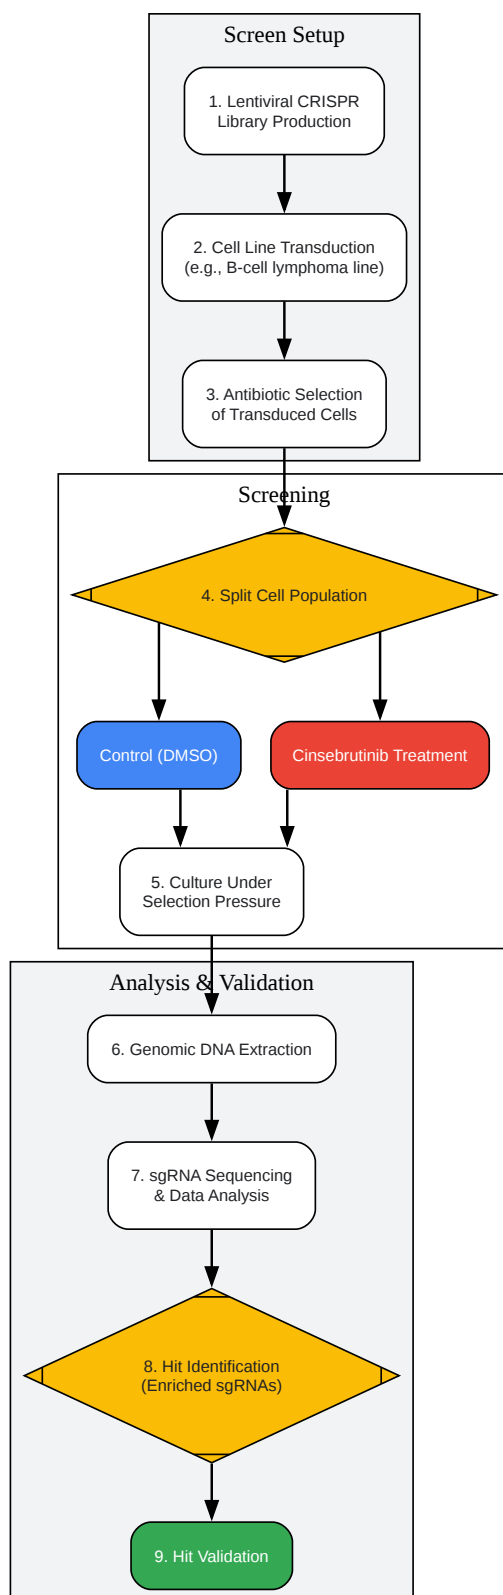 Screen Setup
1. Lentiviral CRISPR
Library Production
2. Cell Line Transduction
(e.g., B-cell lymphoma line)
3. Antibiotic Selection
of Transduced Cells
Screening
4. Split Cell Population
Control (DMSO)
Cinsebrutinib Treatment
5. Culture Under
Selection Pressure
Analysis & Validation
6. Genomic DNA Extraction
7. sgRNA Sequencing
& Data Analysis
8. Hit Identification
(Enriched sgRNAs)
9. Hit Validation